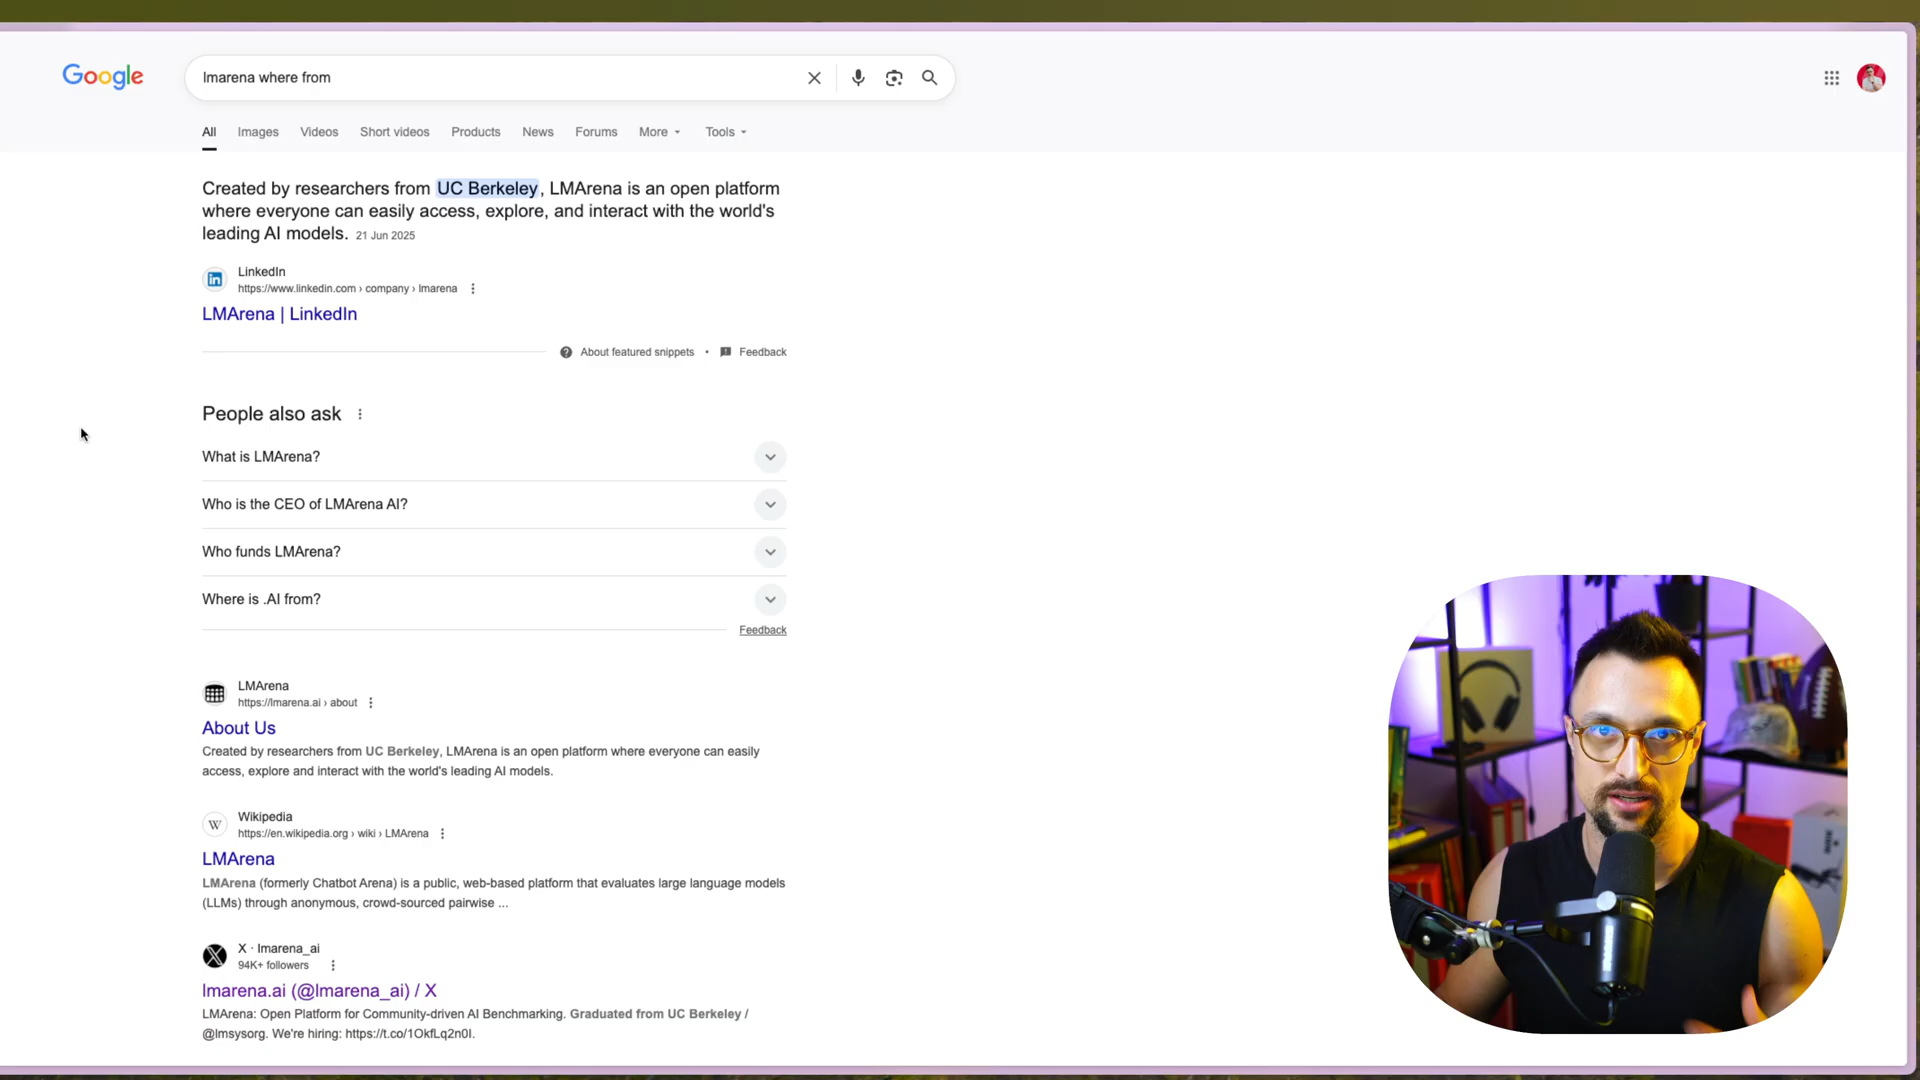 Google
lmarena where from
All Images Videos Short videos Products News Forums More Tools
Created by researchers from UC Berkeley, LMArena is an open platform
where everyone can easily access, explore, and interact with the world's
leading AI models. 21 Jun 2025
LinkedIn
https://www.linkedin.com › company › lmarena
LMArena | LinkedIn
About featured snippets • Feedback
People also ask
What is LMArena?
Who is the CEO of LMArena AI?
Who funds LMArena?
Where is .AI from?
Feedback
LMArena
https://lmarena.ai › about
About Us
Created by researchers from UC Berkeley, LMArena is an open platform where everyone can easily
access, explore and interact with the world's leading AI models.
W
Wikipedia
https://en.wikipedia.org › wiki › LMArena
LMArena
LMArena (formerly Chatbot Arena) is a public, web-based platform that evaluates large language models
(LLMs) through anonymous, crowd-sourced pairwise ...
X · lmarena_ai
94K+ followers
lmarena.ai (@lmarena_ai) / X
LMArena: Open Platform for Community-driven AI Benchmarking. Graduated from UC Berkeley /
@lmsysorg. We're hiring: https://t.co/1OkfLq2n0I.